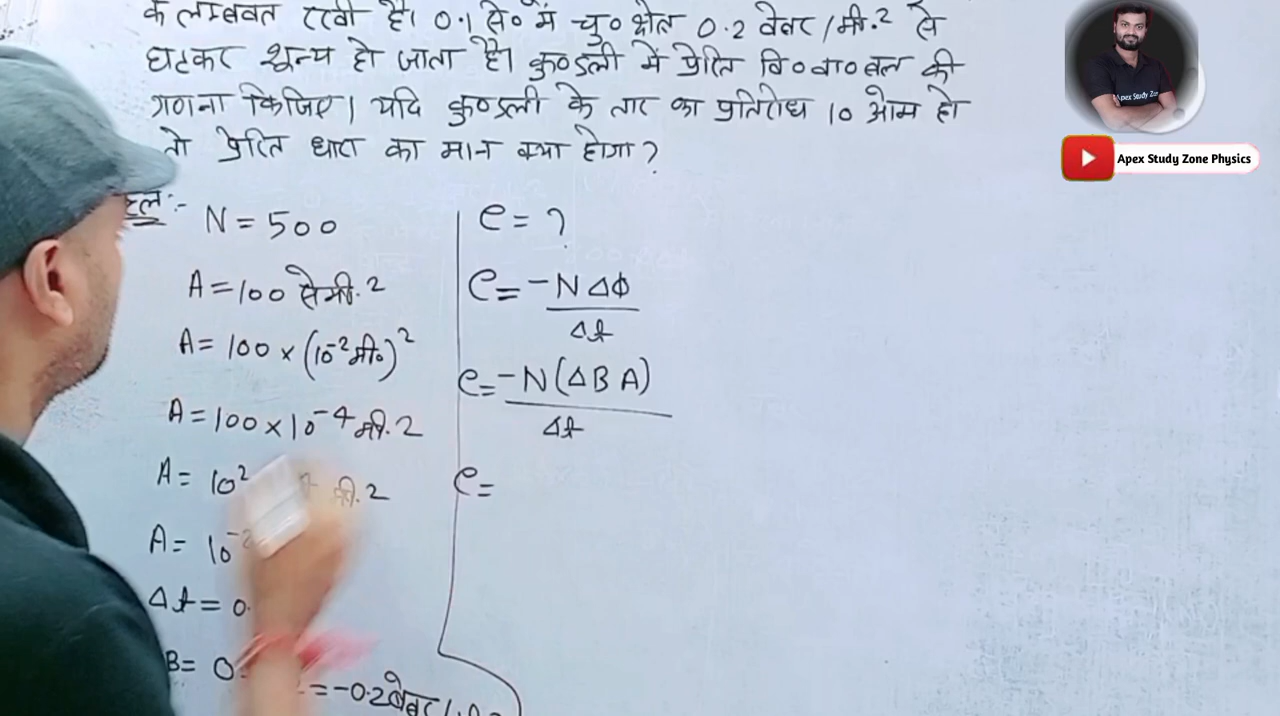 के लम्बवत रखी है। 0.1 से० में चु० क्षेत्र 0.2 वेबर/मी.² से
घटकर शून्य हो जाता है। कुण्डली में प्रेरित वि०वा०बल की
गणना किजिए। यदि कुण्डली के तार का प्रतिरोध 10 ओम हो
तो प्रेरित धारा का मान क्या होगा?
हल:-
N = 500
A = 100 सेमी.²
A = 100 × (10⁻² मी०)²
A = 100 × 10⁻⁴ मी.²
A = 10² मी.²
A = 10⁻²
Δt = 0.
B = 0.
= -0.2 वेबर/
e = ?
e = -NΔΦ
Δt
e = -N(ΔB A)
Δt
e =
Apex Study Zone Physics